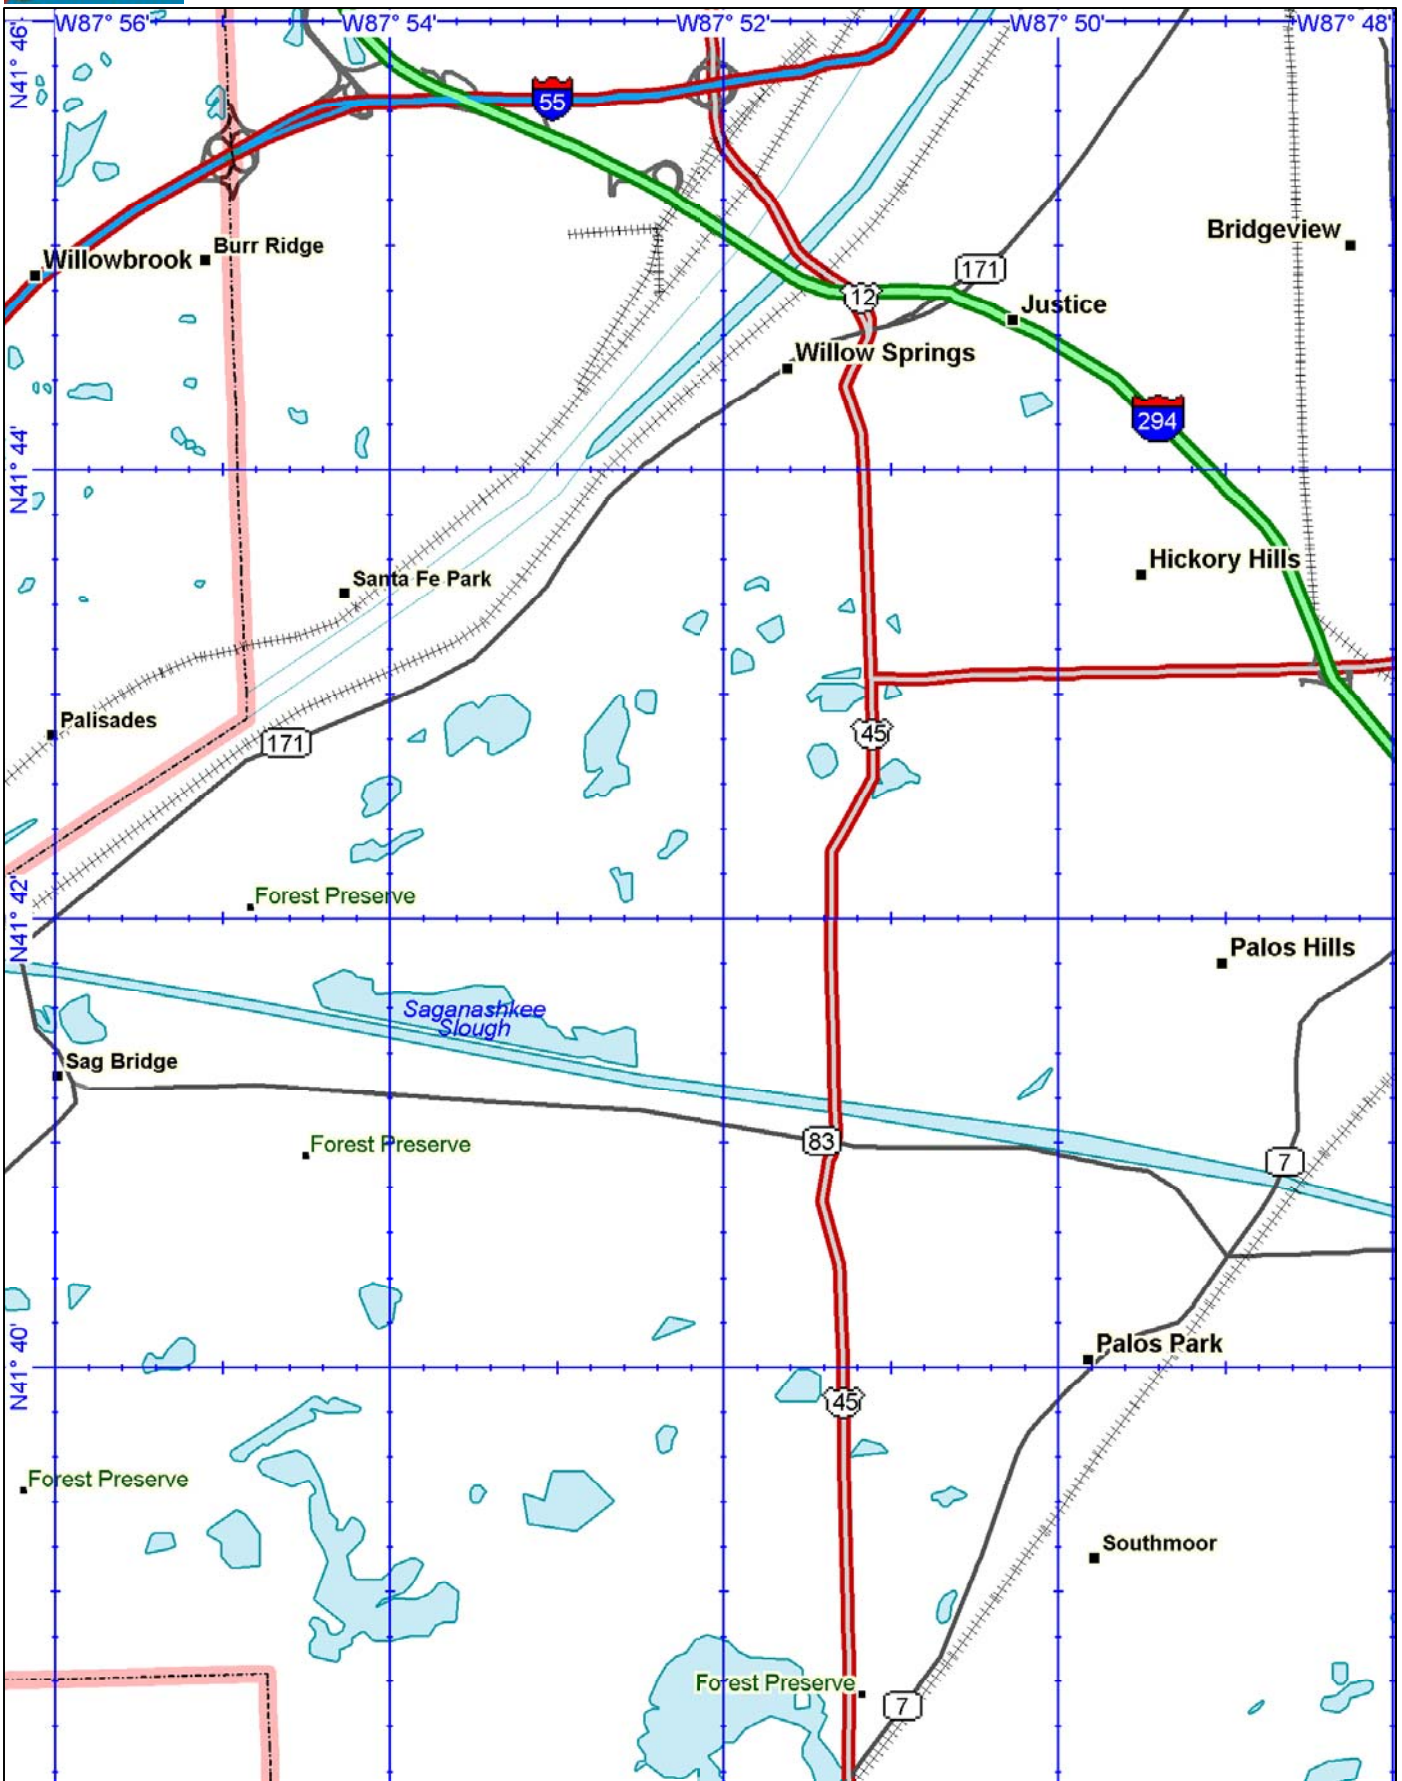 W87° 56'
W87° 54'
W87° 52'
W87° 50'
W87° 48'
N41° 46'
55
Bridgeview
Burr Ridge
Willowbrook
171
12
Justice
Willow Springs
294
N41° 44'
Hickory Hills
Santa Fe Park
Palisades
171
45
N41° 42'
Forest Preserve
Palos Hills
Saganashkee
Slough
Sag Bridge
83
Forest Preserve
7
N41° 40'
Palos Park
45
Forest Preserve
Southmoor
Forest Preserve
7